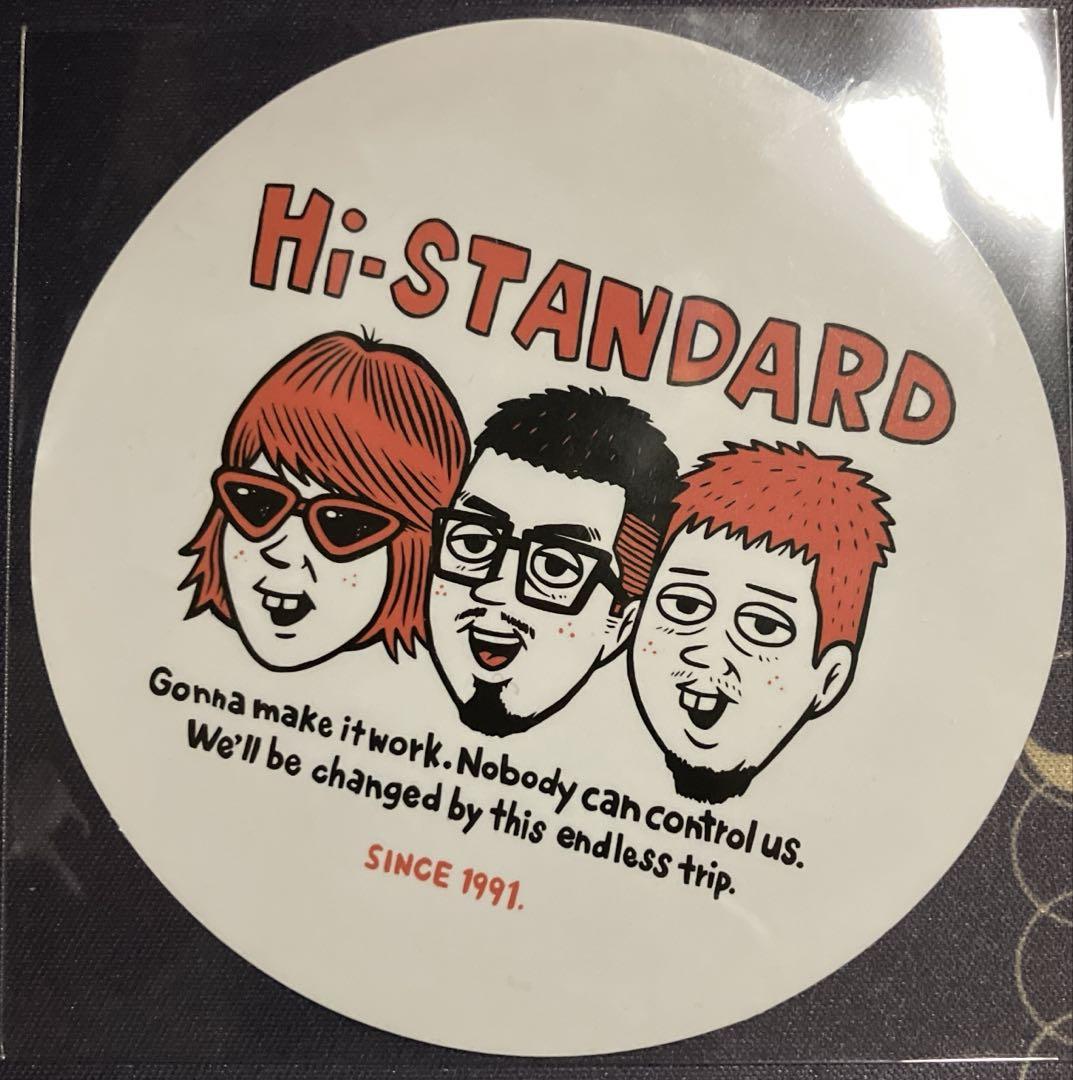 Hi-STANDARD
Gonna make it work. Nobody can control us.
We'll be changed by this endless trip.
SINCE 1991.